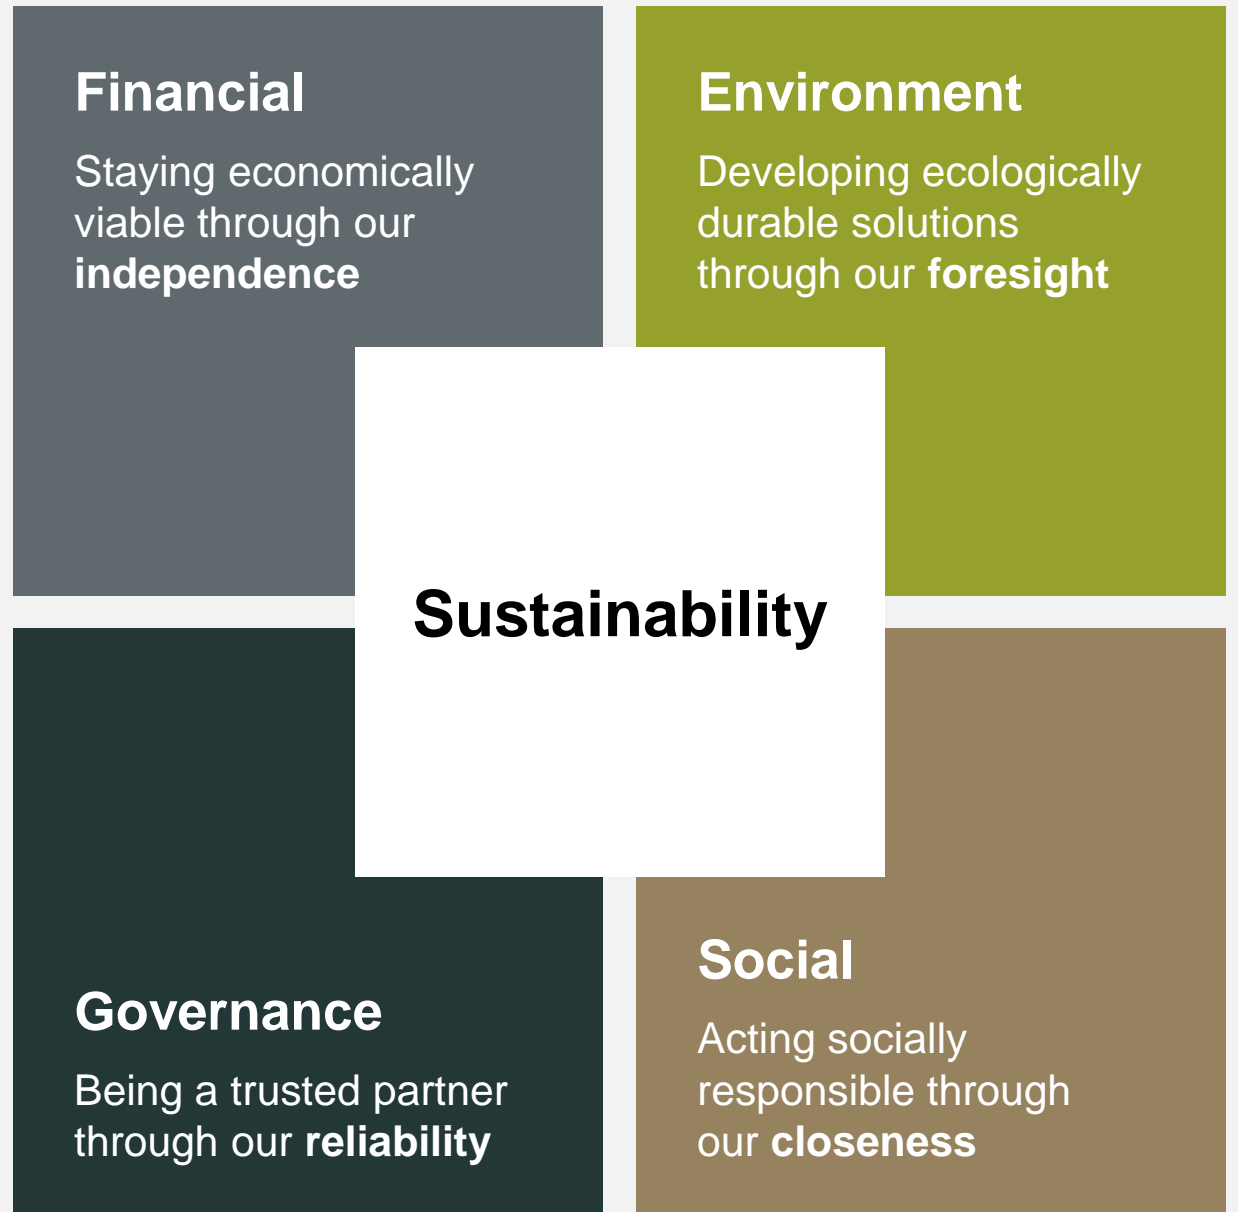 Financial
Staying economically
viable through our
independence
Environment
Developing ecologically
durable solutions
through our foresight
Sustainability
Governance
Being a trusted partner
through our reliability
Social
Acting socially
responsible through
our closeness